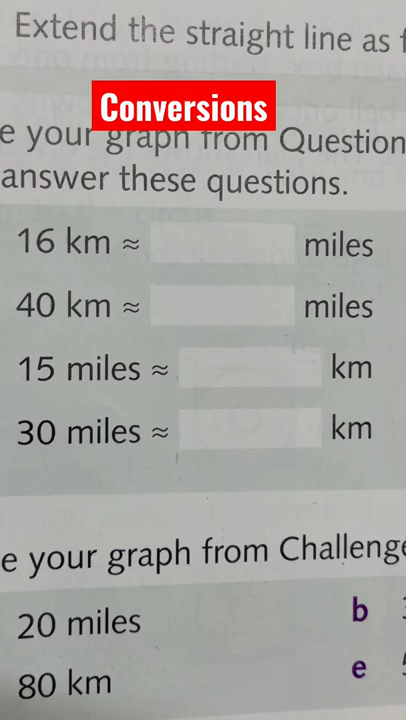 Extend the straight line as
Conversions
your graph from Question
answer these questions.
16 km ≈ miles
40 km ≈ miles
15 miles ≈ km
30 miles ≈ km
e your graph from Challenge
20 miles b
80 km e